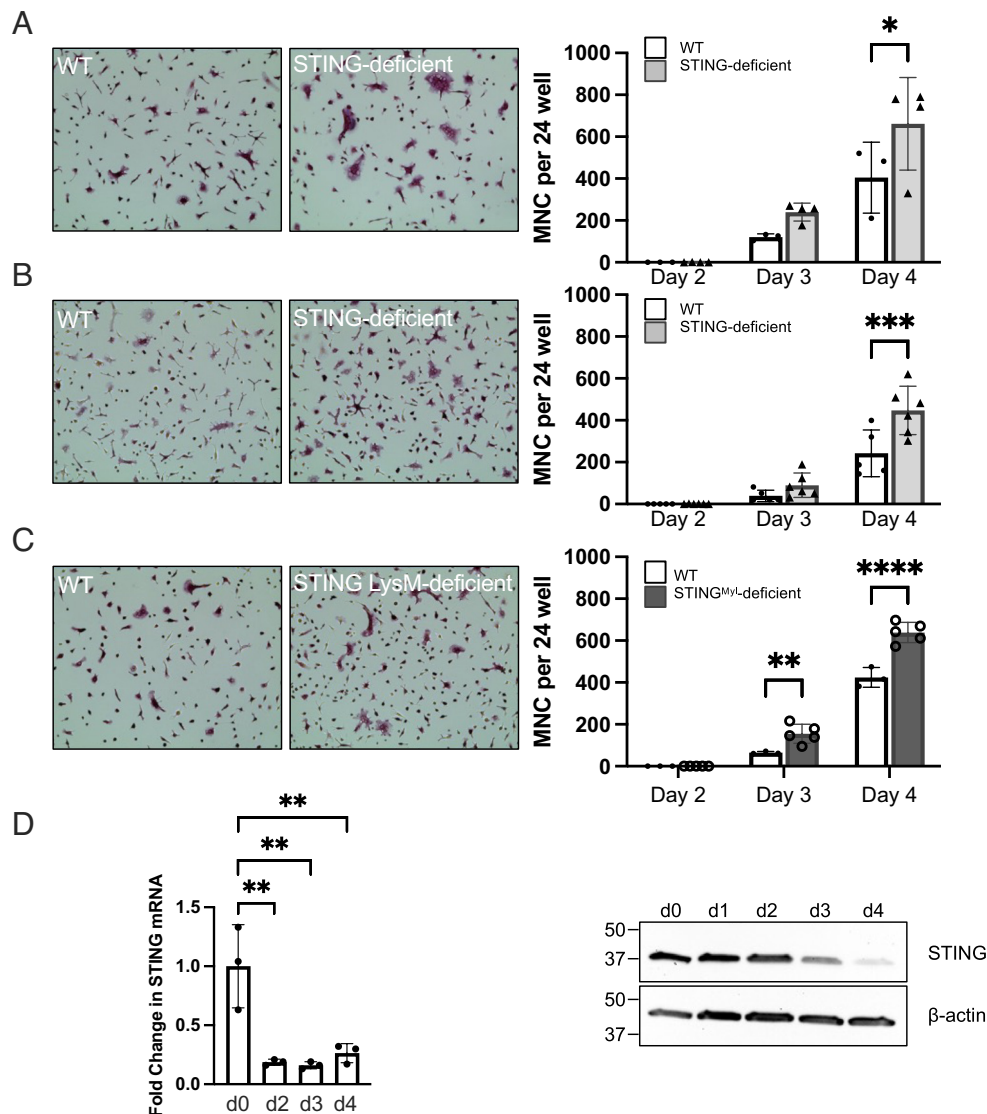 A
WT
STING-deficient
MNC per 24 well
1000
800
600
400
200
0
WT
STING-deficient
*
Day 2 Day 3 Day 4
B
WT
STING-deficient
MNC per 24 well
1000
800
600
400
200
0
WT
STING-deficient
***
Day 2 Day 3 Day 4
C
WT
STING LysM-deficient
MNC per 24 well
1000
800
600
400
200
0
WT
STINGMyl-deficient
**
****
Day 2 Day 3 Day 4
D
Fold Change in STING mRNA
1.5
1.0
0.5
0.0
**
**
**
d0 d2 d3 d4
d0 d1 d2 d3 d4
50
37
STING
50
37
β-actin